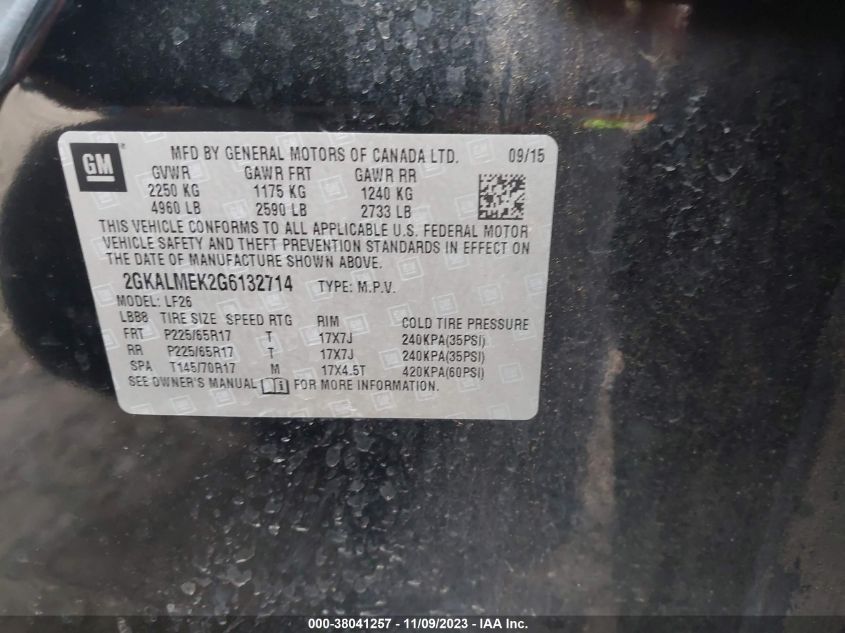 GM ® MFD BY GENERAL MOTORS OF CANADA LTD. 09/15
GVWR GAWR FRT GAWR RR
2250 KG 1175 KG 1240 KG
4960 LB 2590 LB 2733 LB
THIS VEHICLE CONFORMS TO ALL APPLICABLE U.S. FEDERAL MOTOR
VEHICLE SAFETY AND THEFT PREVENTION STANDARDS IN EFFECT ON
THE DATE OF MANUFACTURE SHOWN ABOVE.
2GKALMEK2G6132714 TYPE: M.P.V.
MODEL: LF26
LBB8 TIRE SIZE SPEED RTG RIM COLD TIRE PRESSURE
FRT P225/65R17 T 17X7J 240KPA(35PSI)
RR P225/65R17 T 17X7J 240KPA(35PSI)
SPA T145/70R17 M 17X4.5T 420KPA(60PSI)
SEE OWNER'S MANUAL FOR MORE INFORMATION.
000-38041257 - 11/09/2023 - IAA Inc.